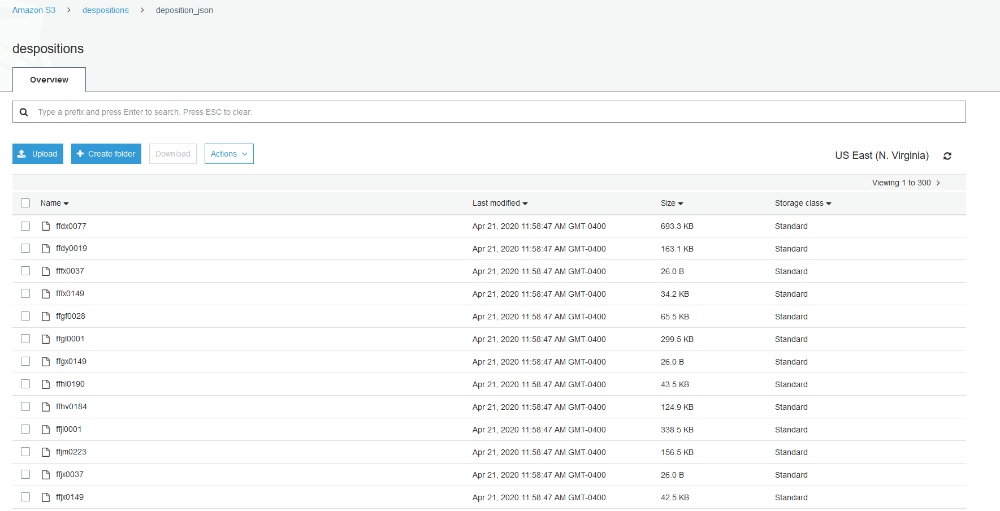 Amazon S3 > despositions > deposition_json
despositions
Overview
Type a prefix and press Enter to search. Press ESC to clear.
Upload Create folder Download Actions US East (N. Virginia)
Viewing 1 to 300
Name Last modified Size Storage class
ffdx0077 Apr 21, 2020 11:58:47 AM GMT-0400 693.3 KB Standard
ffdy0019 Apr 21, 2020 11:58:47 AM GMT-0400 163.1 KB Standard
fffx0037 Apr 21, 2020 11:58:47 AM GMT-0400 26.0 B Standard
fffx0149 Apr 21, 2020 11:58:47 AM GMT-0400 34.2 KB Standard
ffgf0028 Apr 21, 2020 11:58:47 AM GMT-0400 65.5 KB Standard
ffgl0001 Apr 21, 2020 11:58:47 AM GMT-0400 299.5 KB Standard
ffgx0149 Apr 21, 2020 11:58:47 AM GMT-0400 26.0 B Standard
ffhl0190 Apr 21, 2020 11:58:47 AM GMT-0400 43.5 KB Standard
ffhv0184 Apr 21, 2020 11:58:47 AM GMT-0400 124.9 KB Standard
ffjl0001 Apr 21, 2020 11:58:47 AM GMT-0400 338.5 KB Standard
ffjm0223 Apr 21, 2020 11:58:47 AM GMT-0400 156.5 KB Standard
ffjx0037 Apr 21, 2020 11:58:47 AM GMT-0400 26.0 B Standard
ffjx0149 Apr 21, 2020 11:58:47 AM GMT-0400 42.5 KB Standard